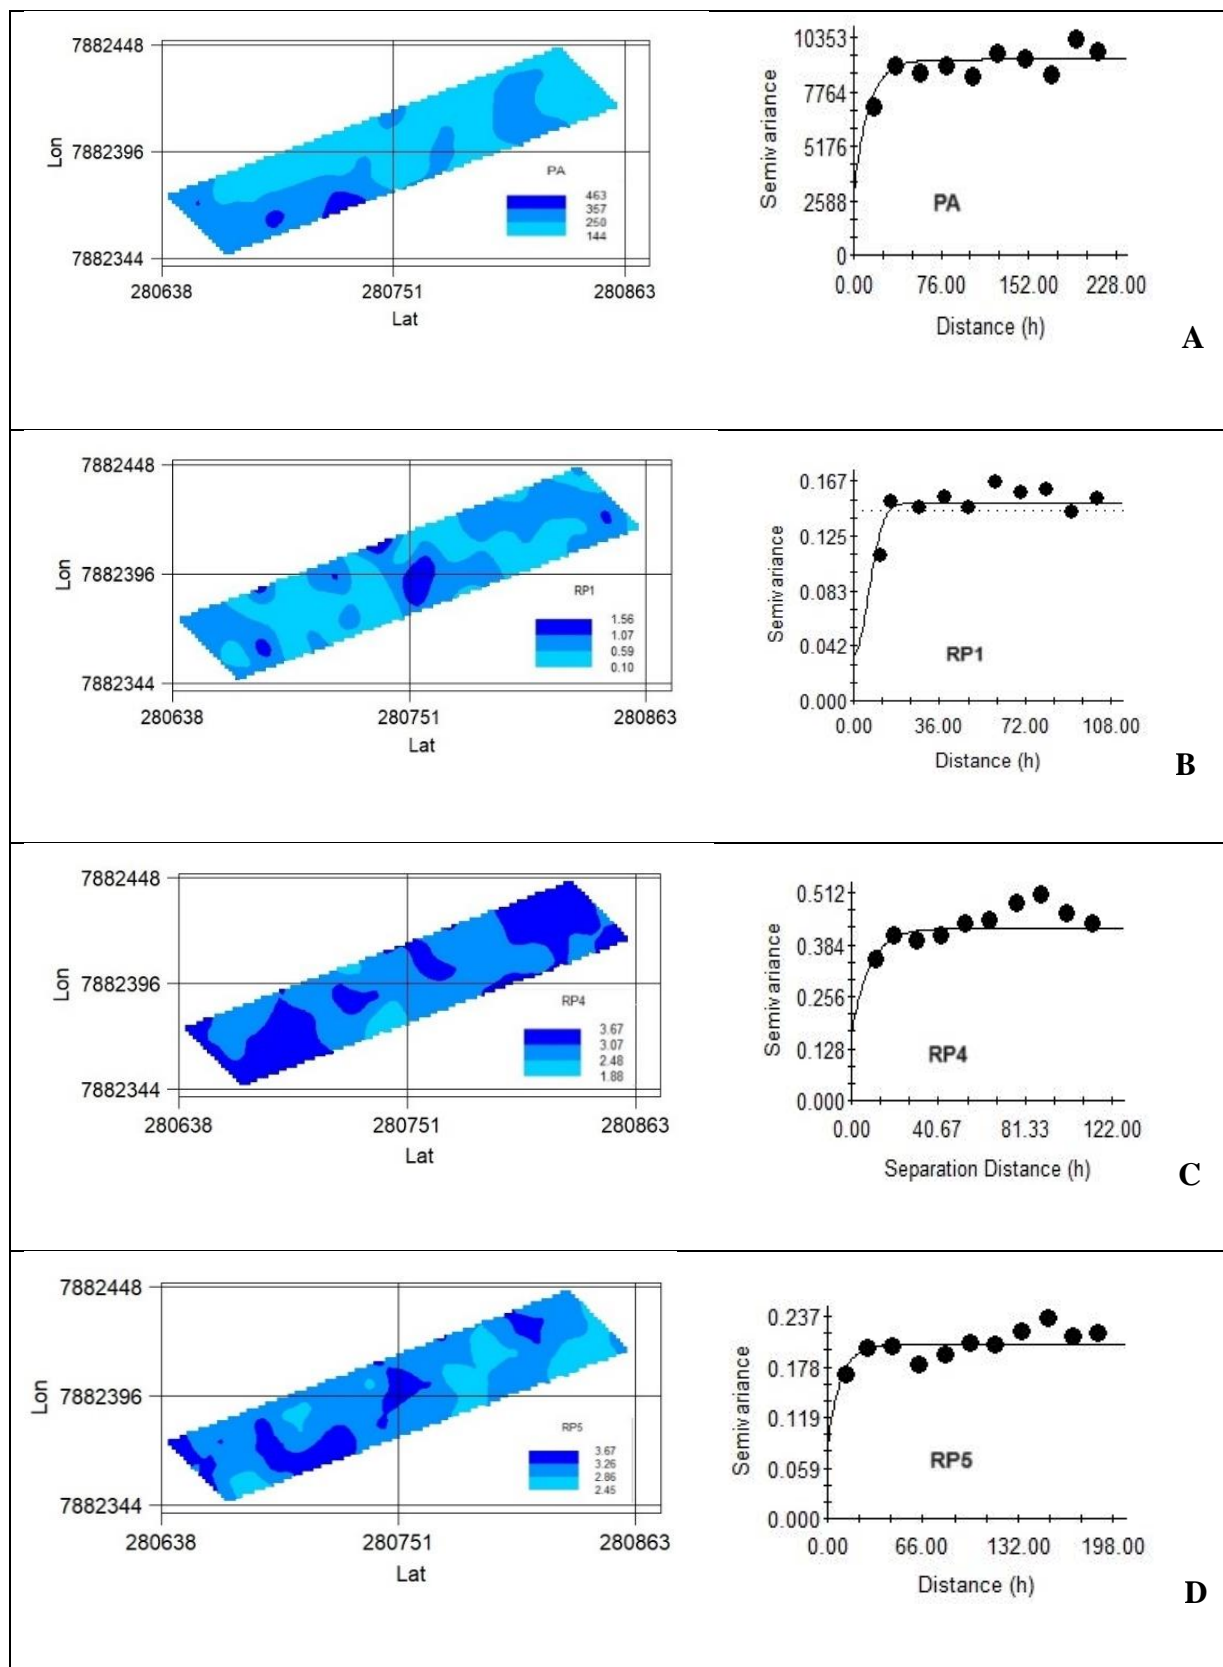 7882448
7882396
7882344
Lon
280638 280751 280863
Lat
PA
463
357
250
144
10353
7764
5176
2588
0
Semivariance
PA
0.00 76.00 152.00 228.00
Distance (h)
A
7882448
7882396
7882344
Lon
280638 280751 280863
Lat
RP1
1.56
1.07
0.59
0.10
0.167
0.125
0.083
0.042
0.000
Semivariance
RP1
0.00 36.00 72.00 108.00
Distance (h)
B
7882448
7882396
7882344
Lon
280638 280751 280863
Lat
RP4
3.67
3.07
2.48
1.88
0.512
0.384
0.256
0.128
0.000
Semivariance
RP4
0.00 40.67 81.33 122.00
Separation Distance (h)
C
7882448
7882396
7882344
Lon
280638 280751 280863
Lat
RP5
3.67
3.26
2.86
2.45
0.237
0.178
0.119
0.059
0.000
Semivariance
RP5
0.00 66.00 132.00 198.00
Distance (h)
D